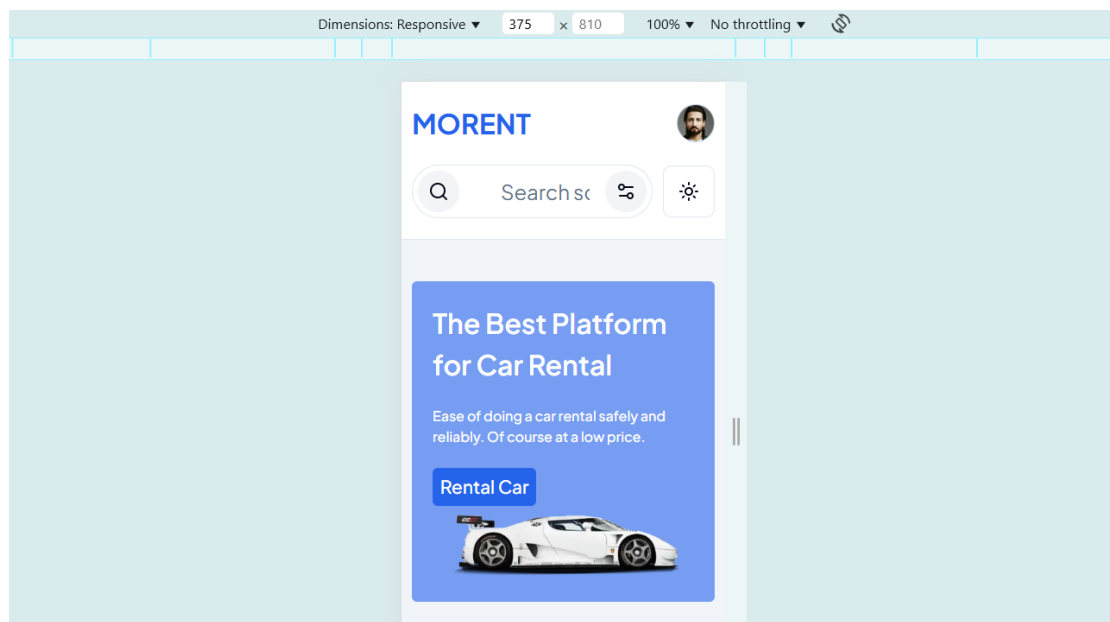 Dimensions: Responsive ▼ 375 × 810 100% ▼ No throttling ▼
MORENT
Search sc
The Best Platform
for Car Rental
Ease of doing a car rental safely and
reliably. Of course at a low price.
Rental Car